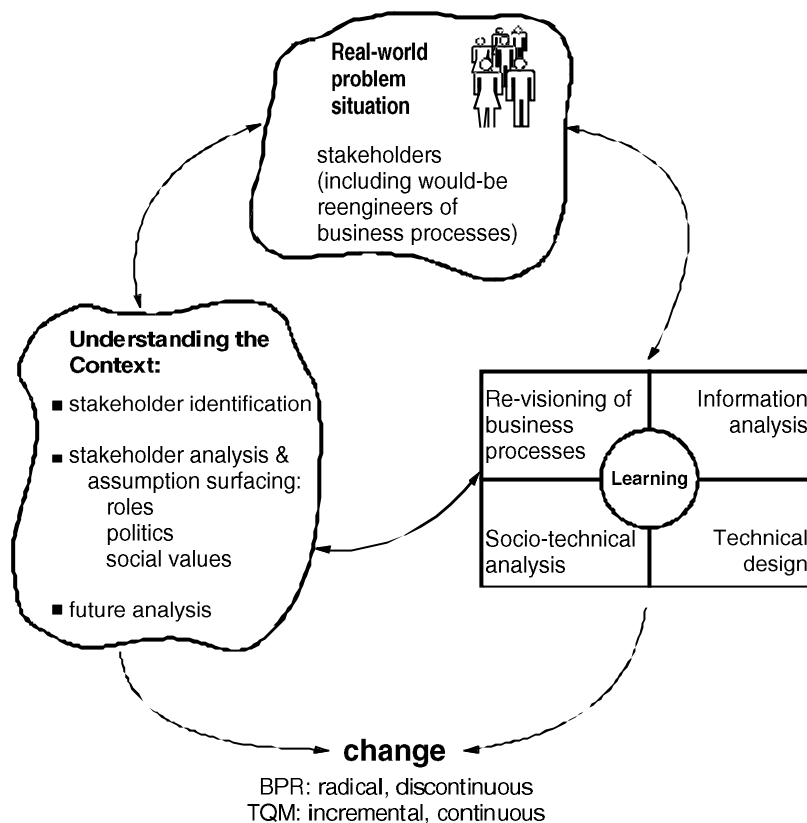 Real-world
problem
situation
stakeholders
(including would-be
reengineers of
business processes)
Understanding the
Context:
stakeholder identification
stakeholder analysis &
assumption surfacing:
roles
politics
social values
future analysis
Re-visioning of
business
processes
Information
analysis
Learning
Socio-technical
analysis
Technical
design
change
BPR: radical, discontinuous
TQM: incremental, continuous